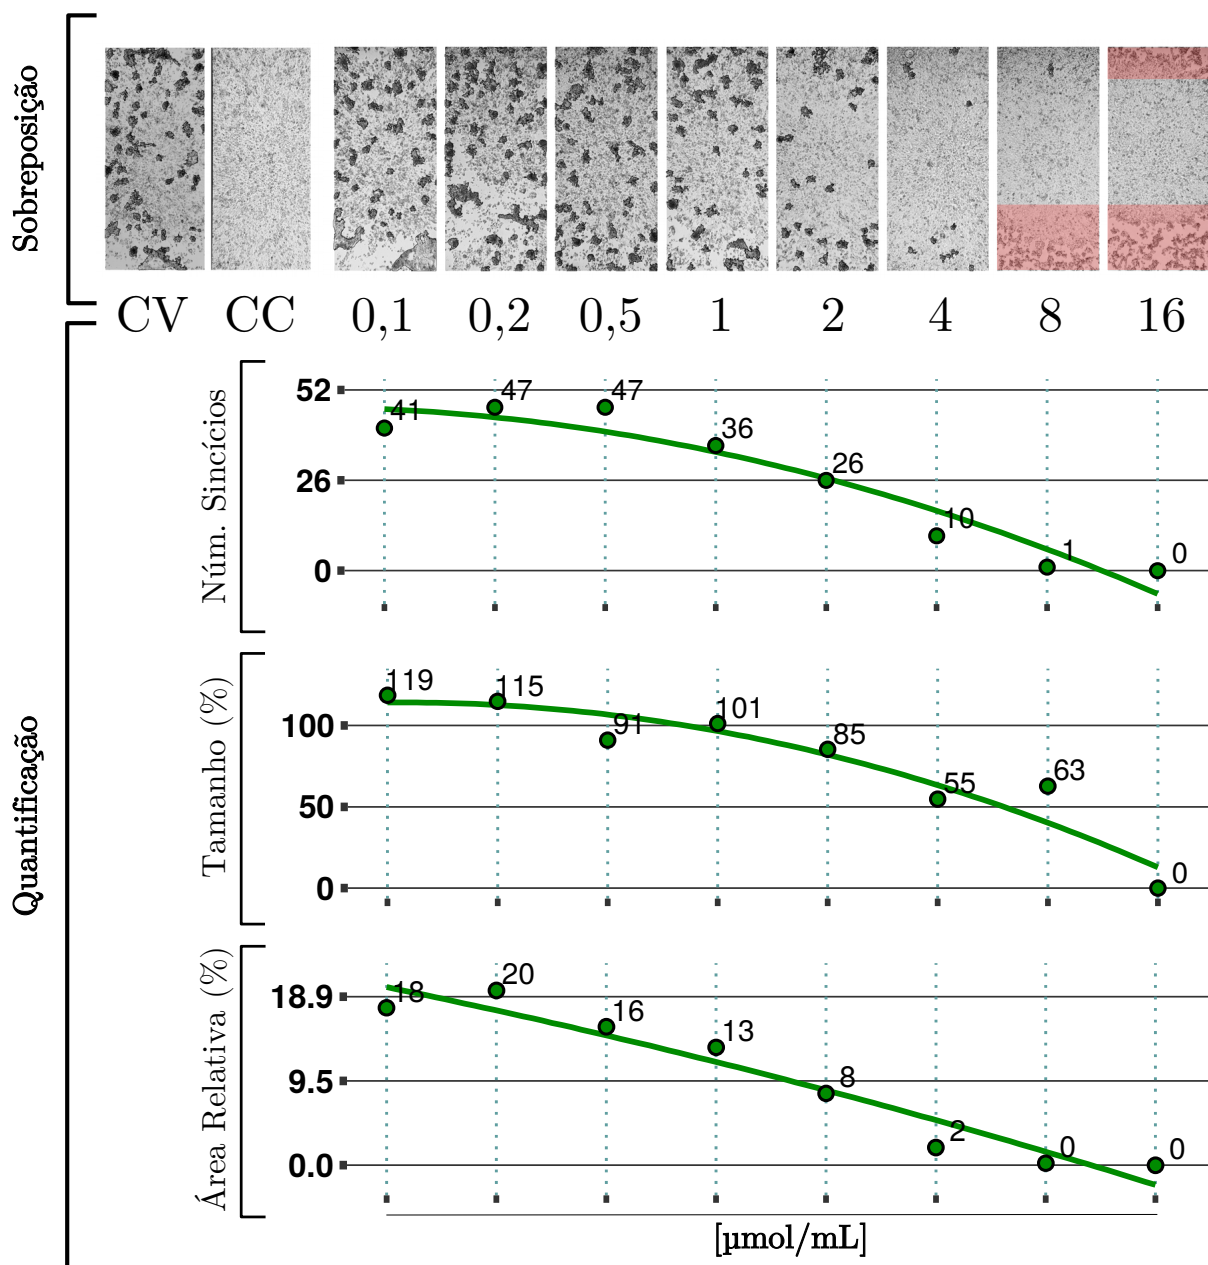 Sobreposição
CV CC 0,1 0,2 0,5 1 2 4 8 16
Quantificação
Núm. Sincícios
52
26
0
41 47 47 36 26 10 1 0
Tamanho (%)
100
50
0
119 115 91 101 85 55 63 0
Área Relativa (%)
18.9
9.5
0.0
18 20 16 13 8 2 0 0
[µmol/mL]